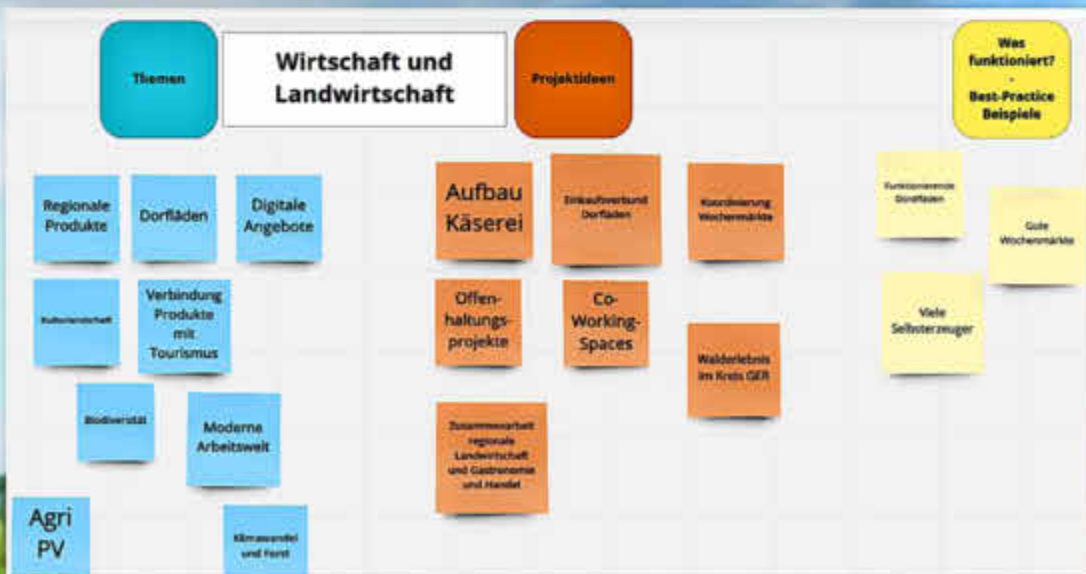 Themen
Wirtschaft und
Landwirtschaft
Projektideen
Was
funktioniert?
-
Best-Practice
Beispiele
Regionale
Produkte
Dorfläden
Digitale
Angebote
Kulturlandschaft
Verbindung
Produkte
mit
Tourismus
Biodiversität
Moderne
Arbeitswelt
Agri
PV
Klimawandel
und Forst
Aufbau
Käserei
Einkaufsverbund
Dorfläden
Koordinierung
Wochenmärkte
Offen-
haltungs-
projekte
Co-
Working-
Spaces
Walderlebnis
im Kreis GER
Zusammenarbeit
regionale
Landwirtschaft
und Gastronomie
und Handel
Funktionierende
Dorfläden
Gute
Wochenmärkte
Viele
Selbsterzeuger